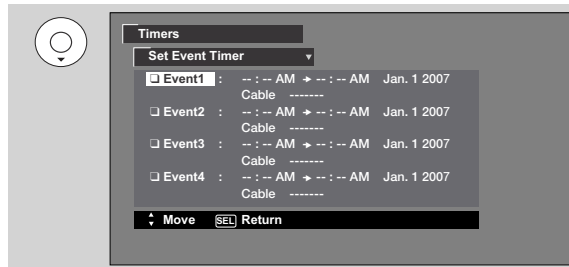 Timers
Set Event Timer ▼
❏ Event1 : -- : -- AM ➔ -- : -- AM Jan. 1 2007
Cable -------
❏ Event2 : -- : -- AM ➔ -- : -- AM Jan. 1 2007
Cable -------
❏ Event3 : -- : -- AM ➔ -- : -- AM Jan. 1 2007
Cable -------
❏ Event4 : -- : -- AM ➔ -- : -- AM Jan. 1 2007
Cable -------
Move SEL Return